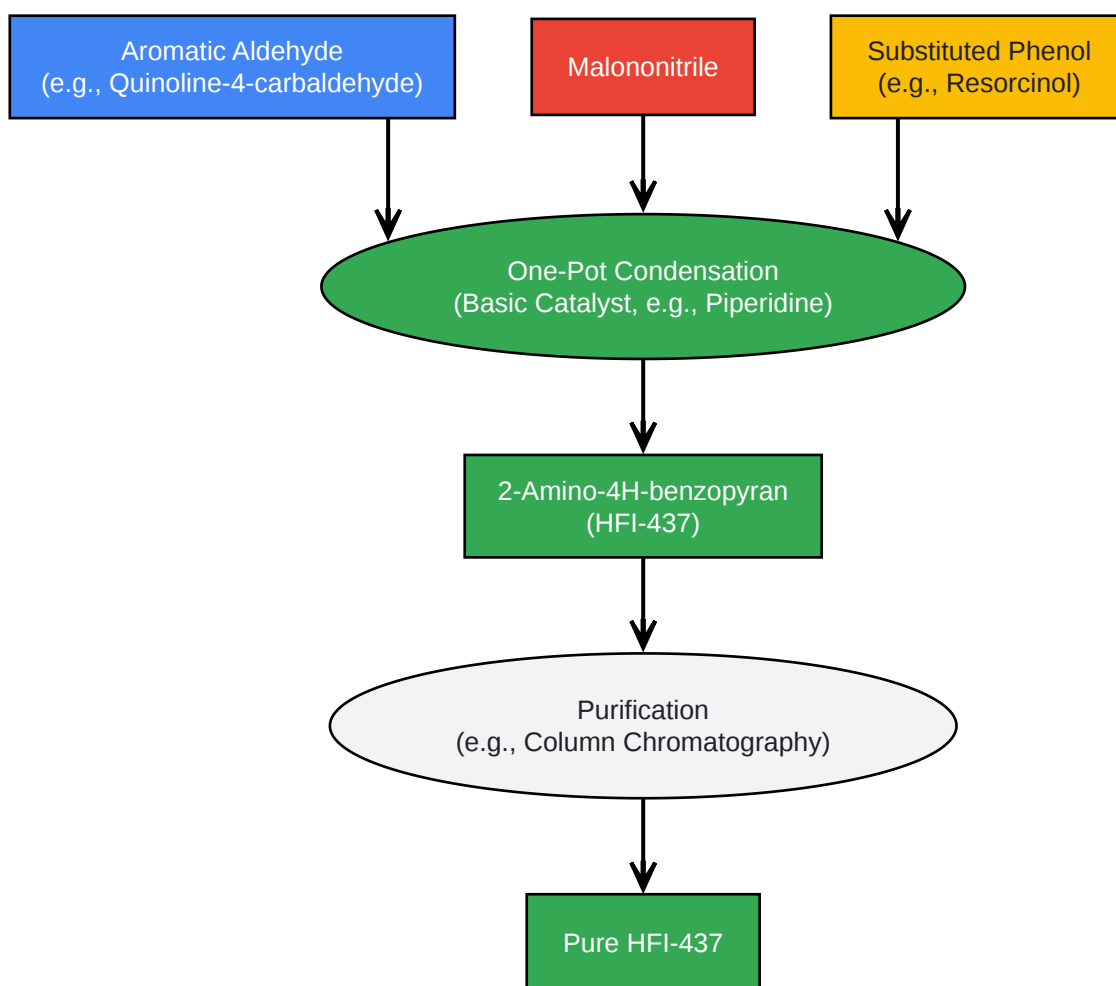 Aromatic Aldehyde
(e.g., Quinoline-4-carbaldehyde)
Malononitrile
Substituted Phenol
(e.g., Resorcinol)
One-Pot Condensation
(Basic Catalyst, e.g., Piperidine)
2-Amino-4H-benzopyran
(HFI-437)
Purification
(e.g., Column Chromatography)
Pure HFI-437